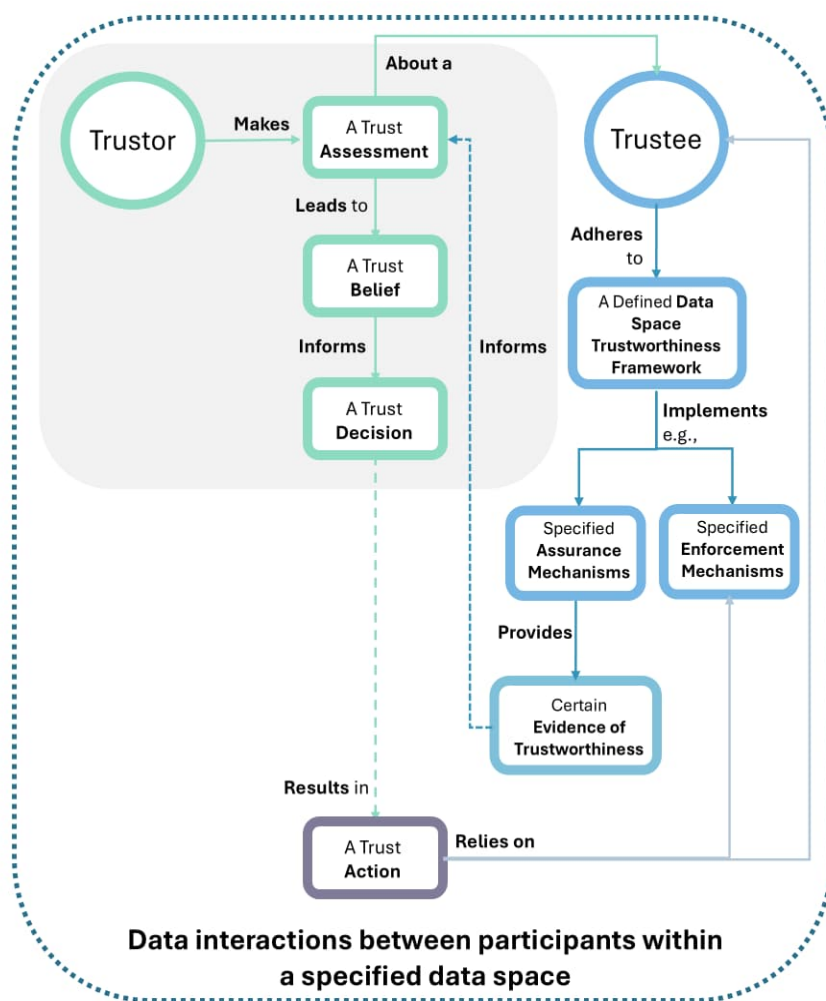 About a
Trustor
Makes
A Trust
Assessment
Trustee
Leads to
Adheres
to
A Trust
Belief
A Defined Data
Space
Trustworthiness
Framework
Informs
Informs
A Trust
Decision
Implements
e.g.,
Specified
Assurance
Mechanisms
Specified
Enforcement
Mechanisms
Provides
Certain
Evidence of
Trustworthiness
Results in
A Trust
Action
Relies on
Data interactions between participants within
a specified data space